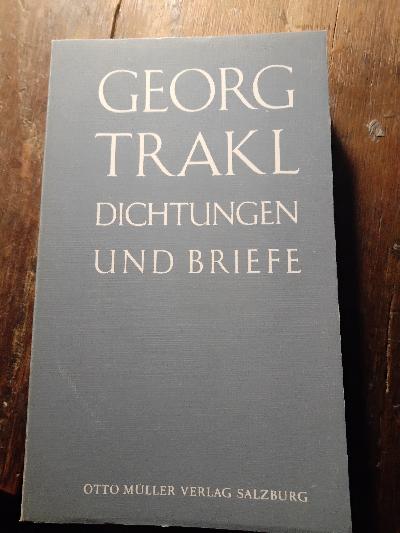 GEORG
TRAKL
DICHTUNGEN
UND BRIEFE
OTTO MÜLLER VERLAG SALZBURG